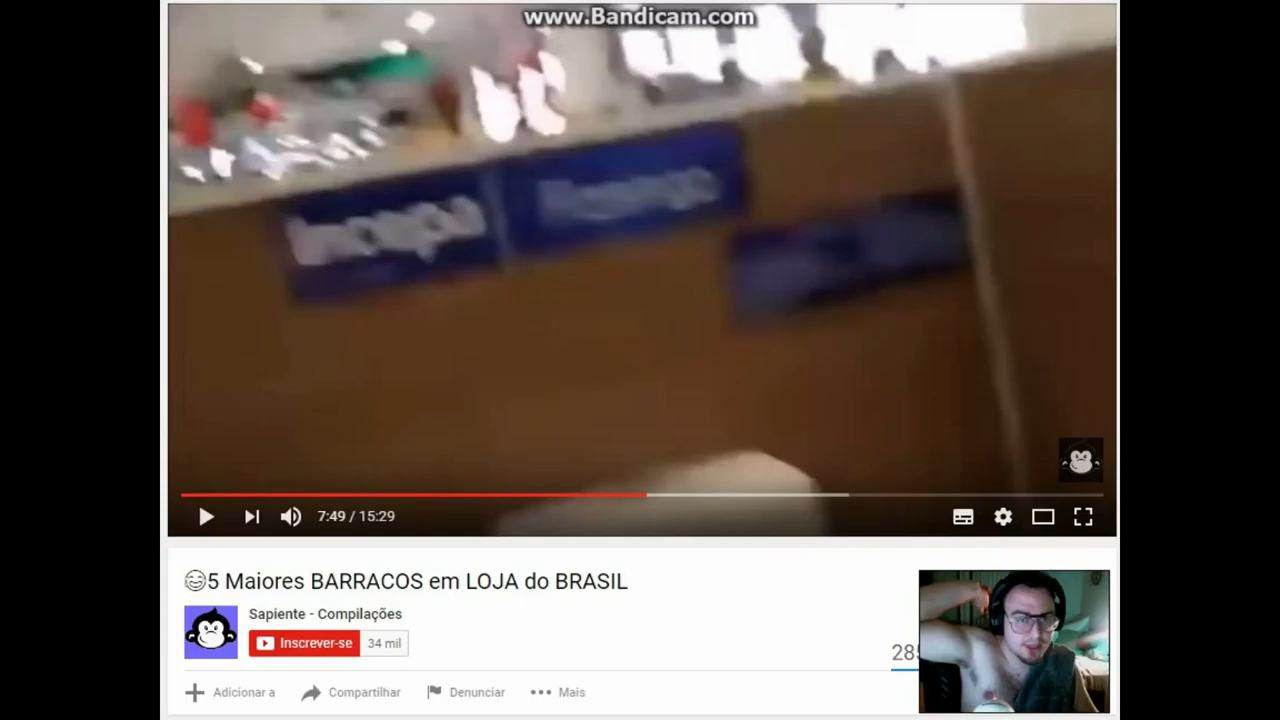 www.Bandicam.com
7:49 / 15:29
😂5 Maiores BARRACOS em LOJA do BRASIL
Sapiente - Compilações
Inscrever-se 34 mil
285
Adicionar a Compartilhar Denunciar Mais